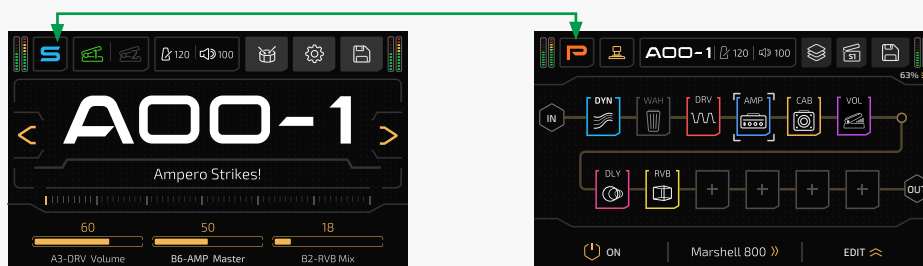 S 120 100
A00-1
Ampero Strikes!
60 50 18
A3-DRV Volume B6-AMP Master B2-RVB Mix
P A00-1 120 100 S1
63%
IN DYN WAH DRV AMP CAB VOL
DLY RVB OUT
ON Marshell 800 EDIT